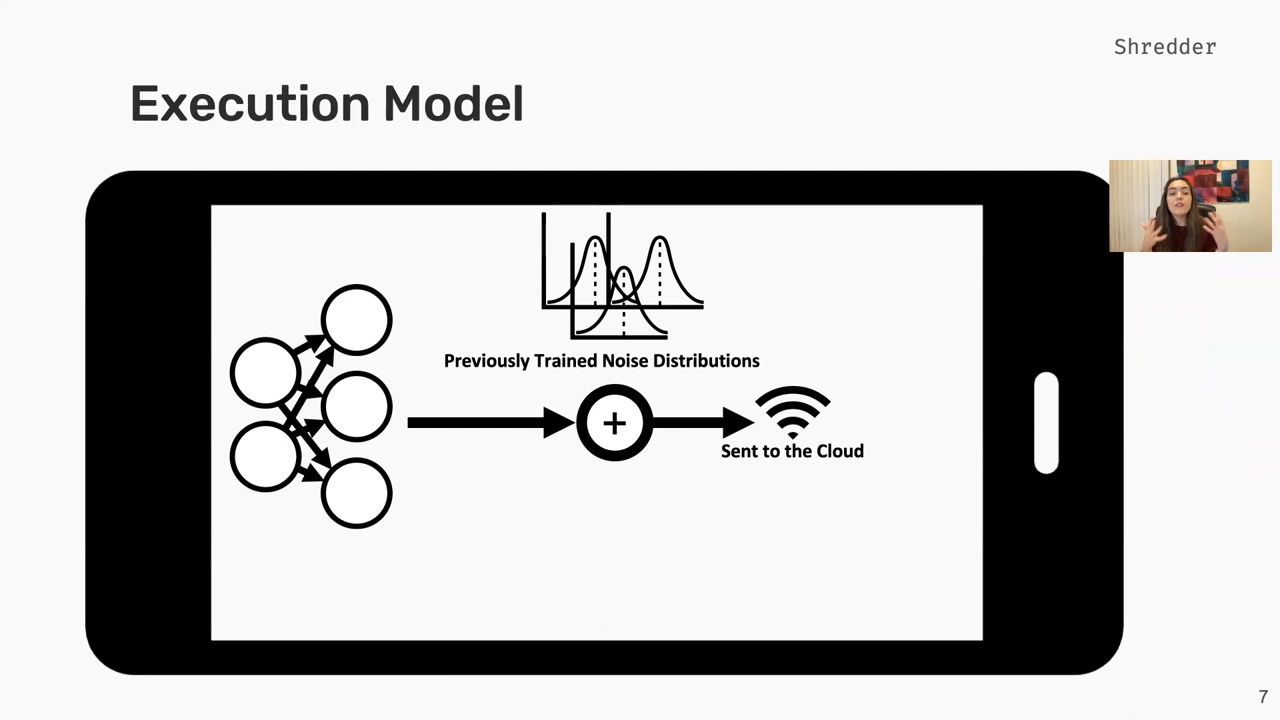 Shredder
Execution Model
Previously Trained Noise Distributions
+
Sent to the Cloud
7